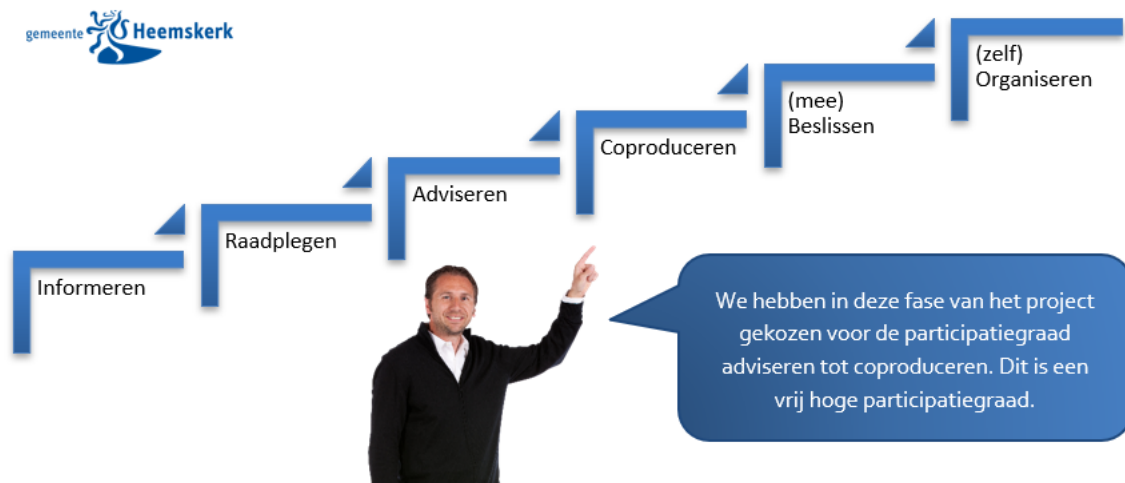 gemeente Heemskerk
(zelf)
Organiseren
(mee)
Beslissen
Coproduceren
Adviseren
Raadplegen
Informeren
We hebben in deze fase van het project
gekozen voor de participatiegraad
adviseren tot coproduceren. Dit is een
vrij hoge participatiegraad.